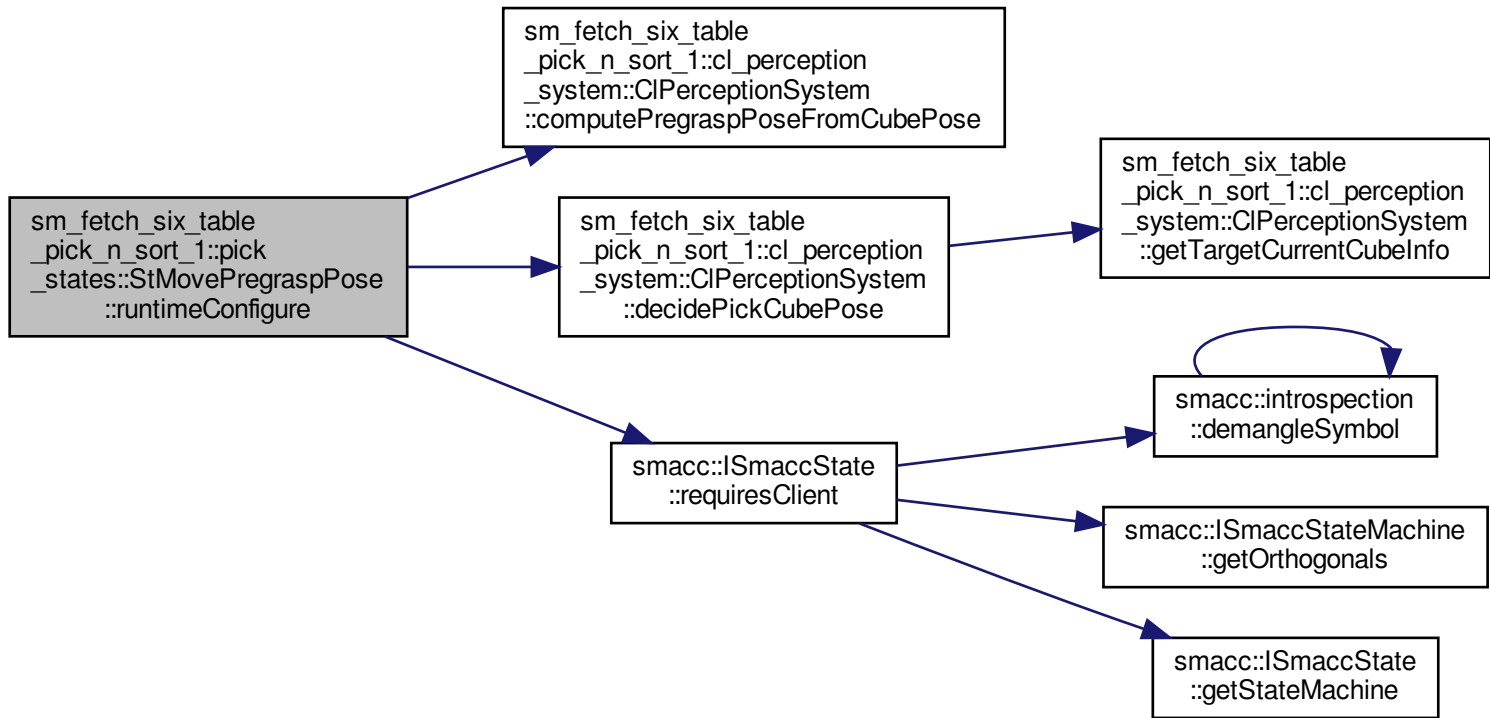 sm_fetch_six_table
_pick_n_sort_1::pick
_states::StMovePregraspPose
::runtimeConfigure
sm_fetch_six_table
_pick_n_sort_1::cl_perception
_system::ClPerceptionSystem
::computePregraspPoseFromCubePose
sm_fetch_six_table
_pick_n_sort_1::cl_perception
_system::ClPerceptionSystem
::decidePickCubePose
sm_fetch_six_table
_pick_n_sort_1::cl_perception
_system::ClPerceptionSystem
::getTargetCurrentCubeInfo
smacc::ISmaccState
::requiresClient
smacc::introspection
::demangleSymbol
smacc::ISmaccStateMachine
::getOrthogonals
smacc::ISmaccState
::getStateMachine